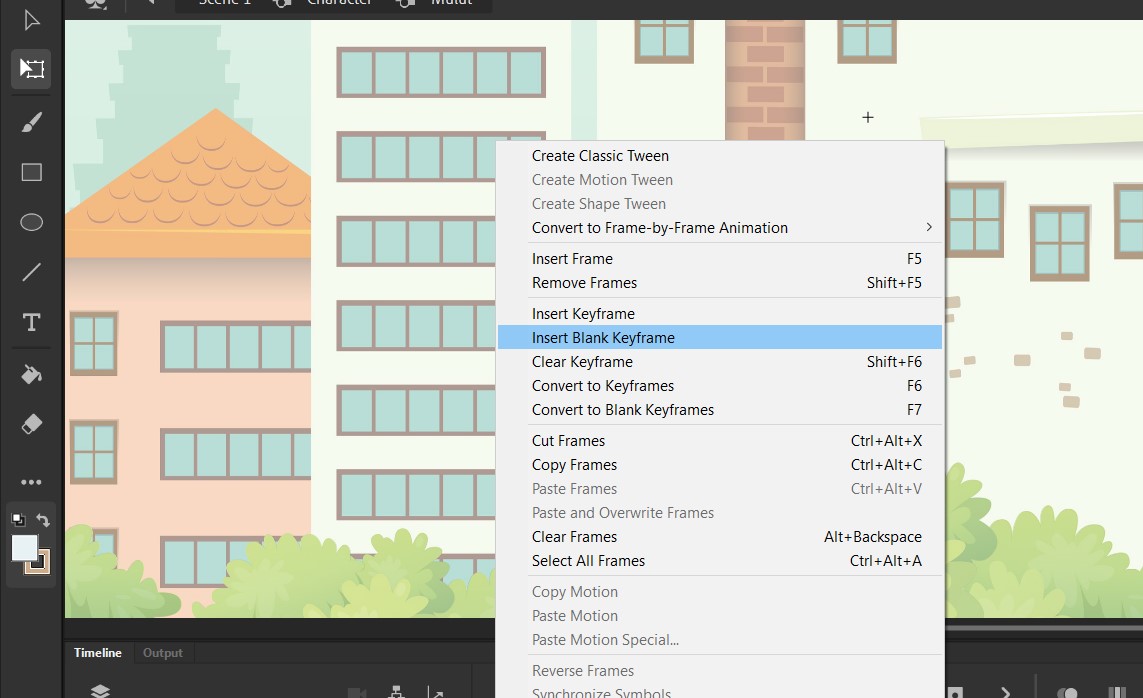 Scene 1 Character Mulut
T
Create Classic Tween
Create Motion Tween
Create Shape Tween
Convert to Frame-by-Frame Animation
Insert Frame F5
Remove Frames Shift+F5
Insert Keyframe
Insert Blank Keyframe
Clear Keyframe Shift+F6
Convert to Keyframes F6
Convert to Blank Keyframes F7
Cut Frames Ctrl+Alt+X
Copy Frames Ctrl+Alt+C
Paste Frames Ctrl+Alt+V
Paste and Overwrite Frames
Clear Frames Alt+Backspace
Select All Frames Ctrl+Alt+A
Copy Motion
Paste Motion
Paste Motion Special...
Reverse Frames
Synchronize Symbols
Timeline Output